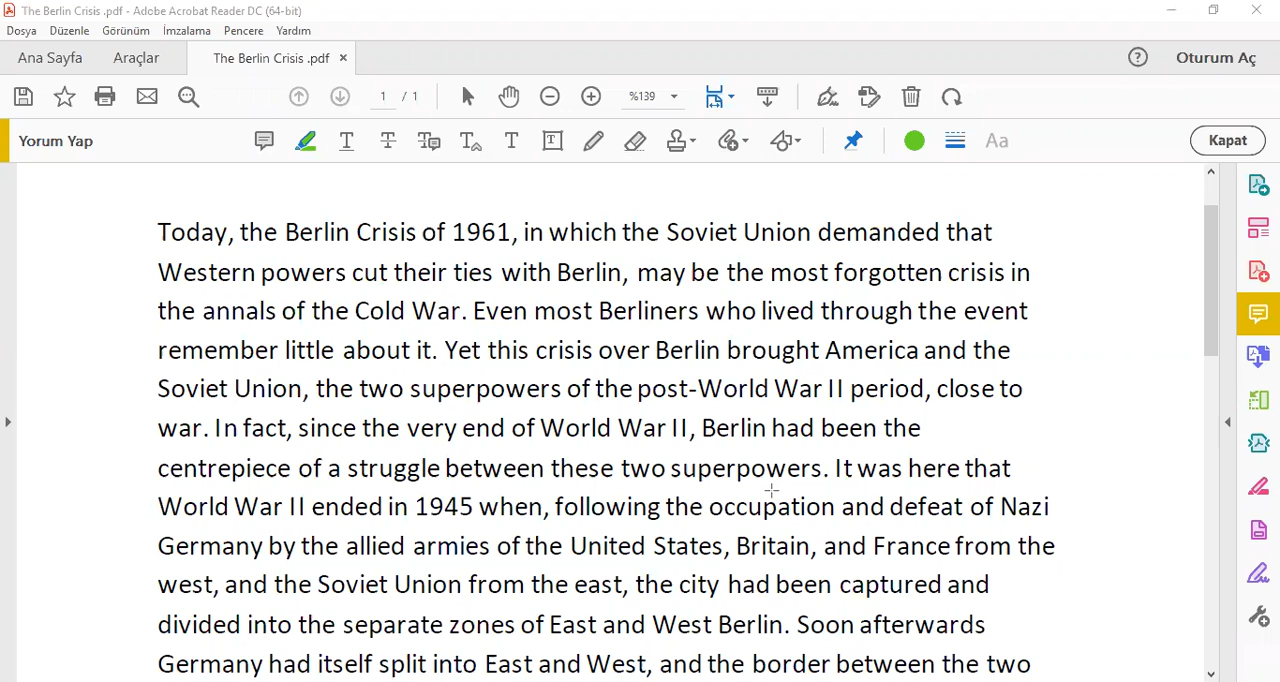 The Berlin Crisis .pdf - Adobe Acrobat Reader DC (64-bit)
Dosya Düzenle Görünüm İmzalama Pencere Yardım
Ana Sayfa Araçlar The Berlin Crisis .pdf × ? Oturum Aç
1 / 1 %139
Yorum Yap T T T T T Aa Kapat
Today, the Berlin Crisis of 1961, in which the Soviet Union demanded that
Western powers cut their ties with Berlin, may be the most forgotten crisis in
the annals of the Cold War. Even most Berliners who lived through the event
remember little about it. Yet this crisis over Berlin brought America and the
Soviet Union, the two superpowers of the post-World War II period, close to
war. In fact, since the very end of World War II, Berlin had been the
centrepiece of a struggle between these two superpowers. It was here that
World War II ended in 1945 when, following the occupation and defeat of Nazi
Germany by the allied armies of the United States, Britain, and France from the
west, and the Soviet Union from the east, the city had been captured and
divided into the separate zones of East and West Berlin. Soon afterwards
Germany had itself split into East and West, and the border between the two